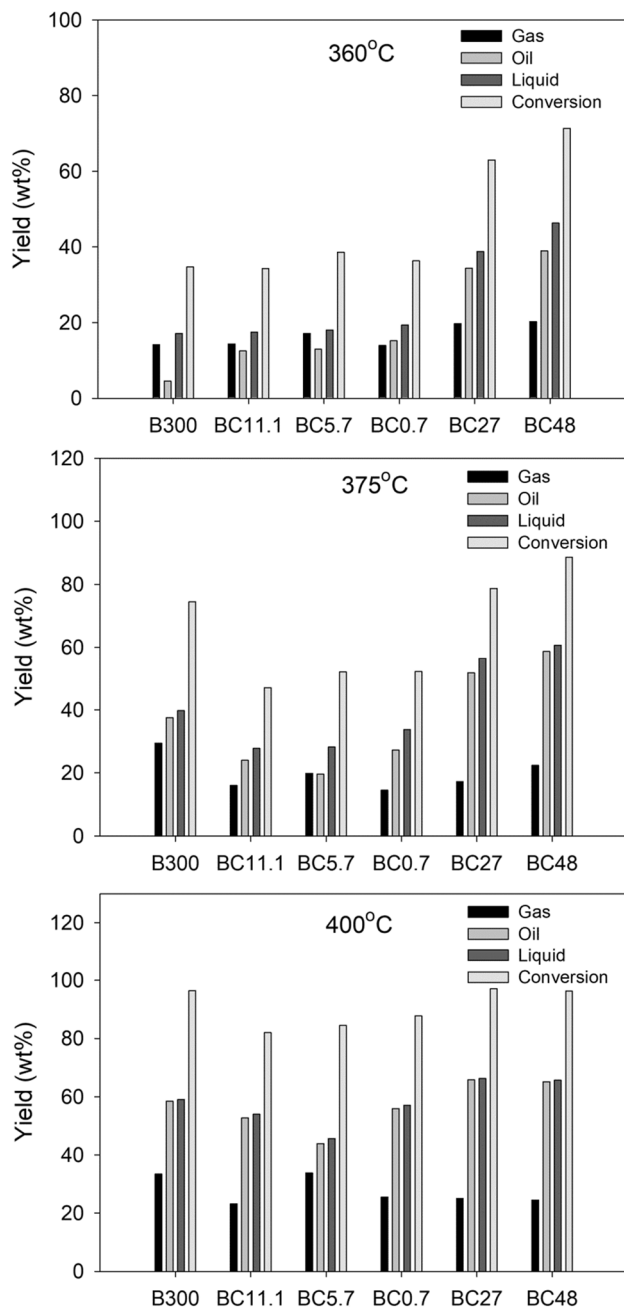 360°C
Gas
Oil
Liquid
Conversion
Yield (wt%)
100
80
60
40
20
0
B300 BC11.1 BC5.7 BC0.7 BC27 BC48
375°C
Gas
Oil
Liquid
Conversion
Yield (wt%)
120
100
80
60
40
20
0
B300 BC11.1 BC5.7 BC0.7 BC27 BC48
400°C
Gas
Oil
Liquid
Conversion
Yield (wt%)
120
100
80
60
40
20
0
B300 BC11.1 BC5.7 BC0.7 BC27 BC48